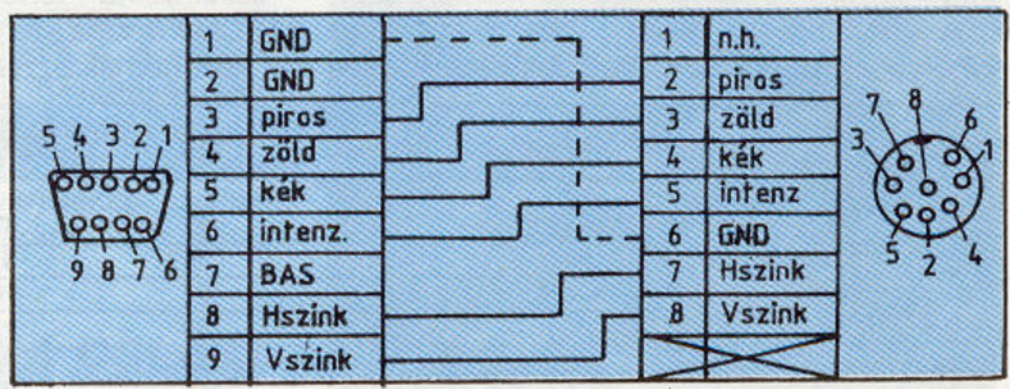 1 GND 1 n.h.
2 GND 2 piros
3 piros 3 zöld
4 zöld 4 kék
5 kék 5 intenz
6 intenz. 6 GND
7 BAS 7 Hszink
8 Hszink 8 Vszink
9 Vszink
5 4 3 2 1
9 8 7 6
7 8 6
3 1
5 2 4